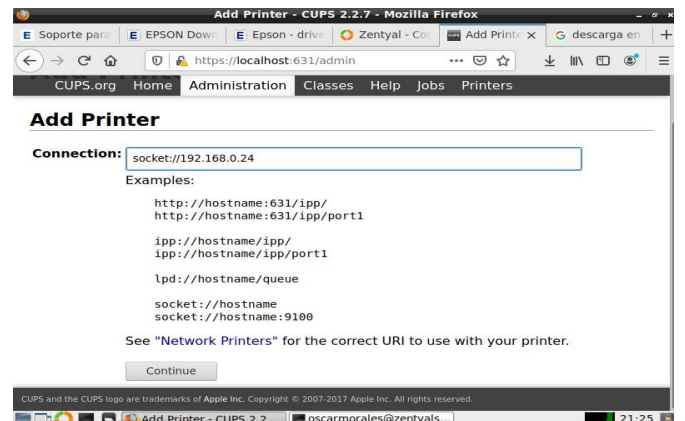 Add Printer - CUPS 2.2.7 - Mozilla Firefox
Soporte para EPSON Down Epson - drive Zentyal - Con Add Printe descarga en
https://localhost:631/admin
CUPS.org Home Administration Classes Help Jobs Printers
Add Printer
Connection: socket://192.168.0.24
Examples:
http://hostname:631/ipp/
http://hostname:631/ipp/port1
ipp://hostname/ipp/
ipp://hostname/ipp/port1
lpd://hostname/queue
socket://hostname
socket://hostname:9100
See "Network Printers" for the correct URI to use with your printer.
Continue
CUPS and the CUPS logo are trademarks of Apple Inc. Copyright © 2007-2017 Apple Inc. All rights reserved.
Add Printer - CUPS 2.2... oscarmorales@zentyals... 21:25